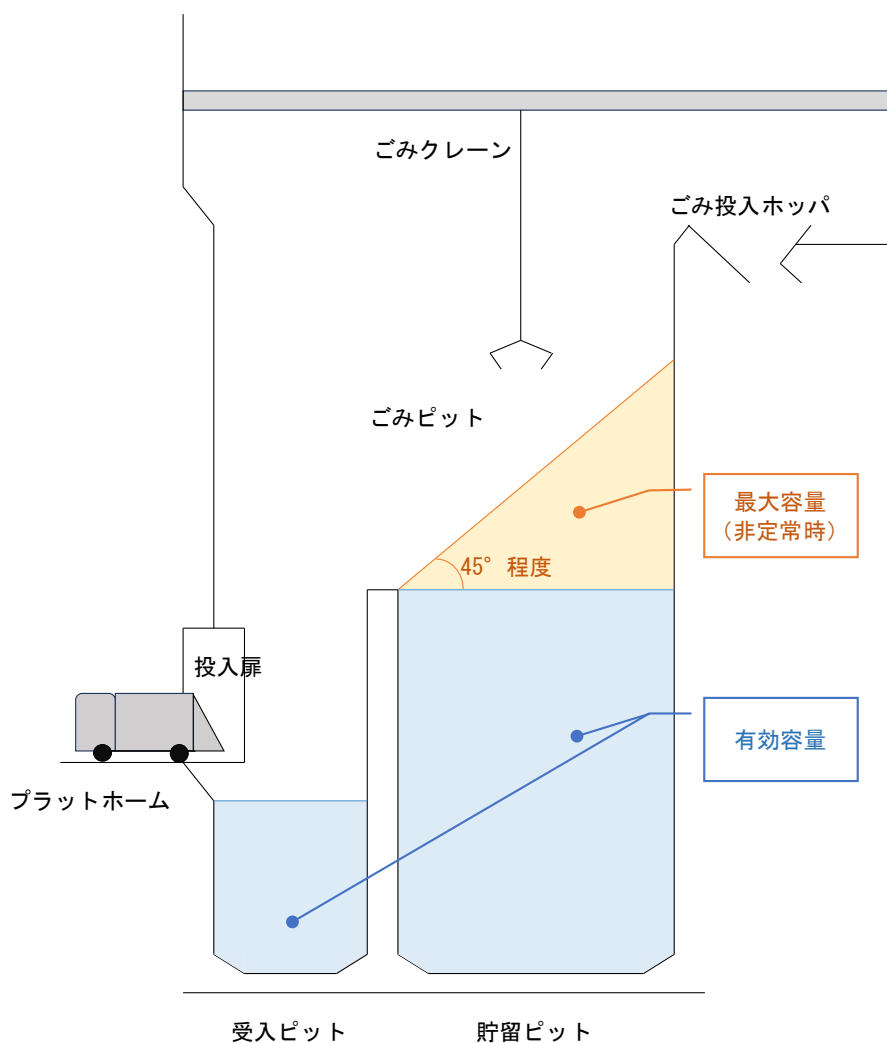 ごみクレーン
ごみ投入ホッパ
ごみピット
最大容量
（非定常時）
45° 程度
投入扉
有効容量
プラットホーム
受入ピット
貯留ピット